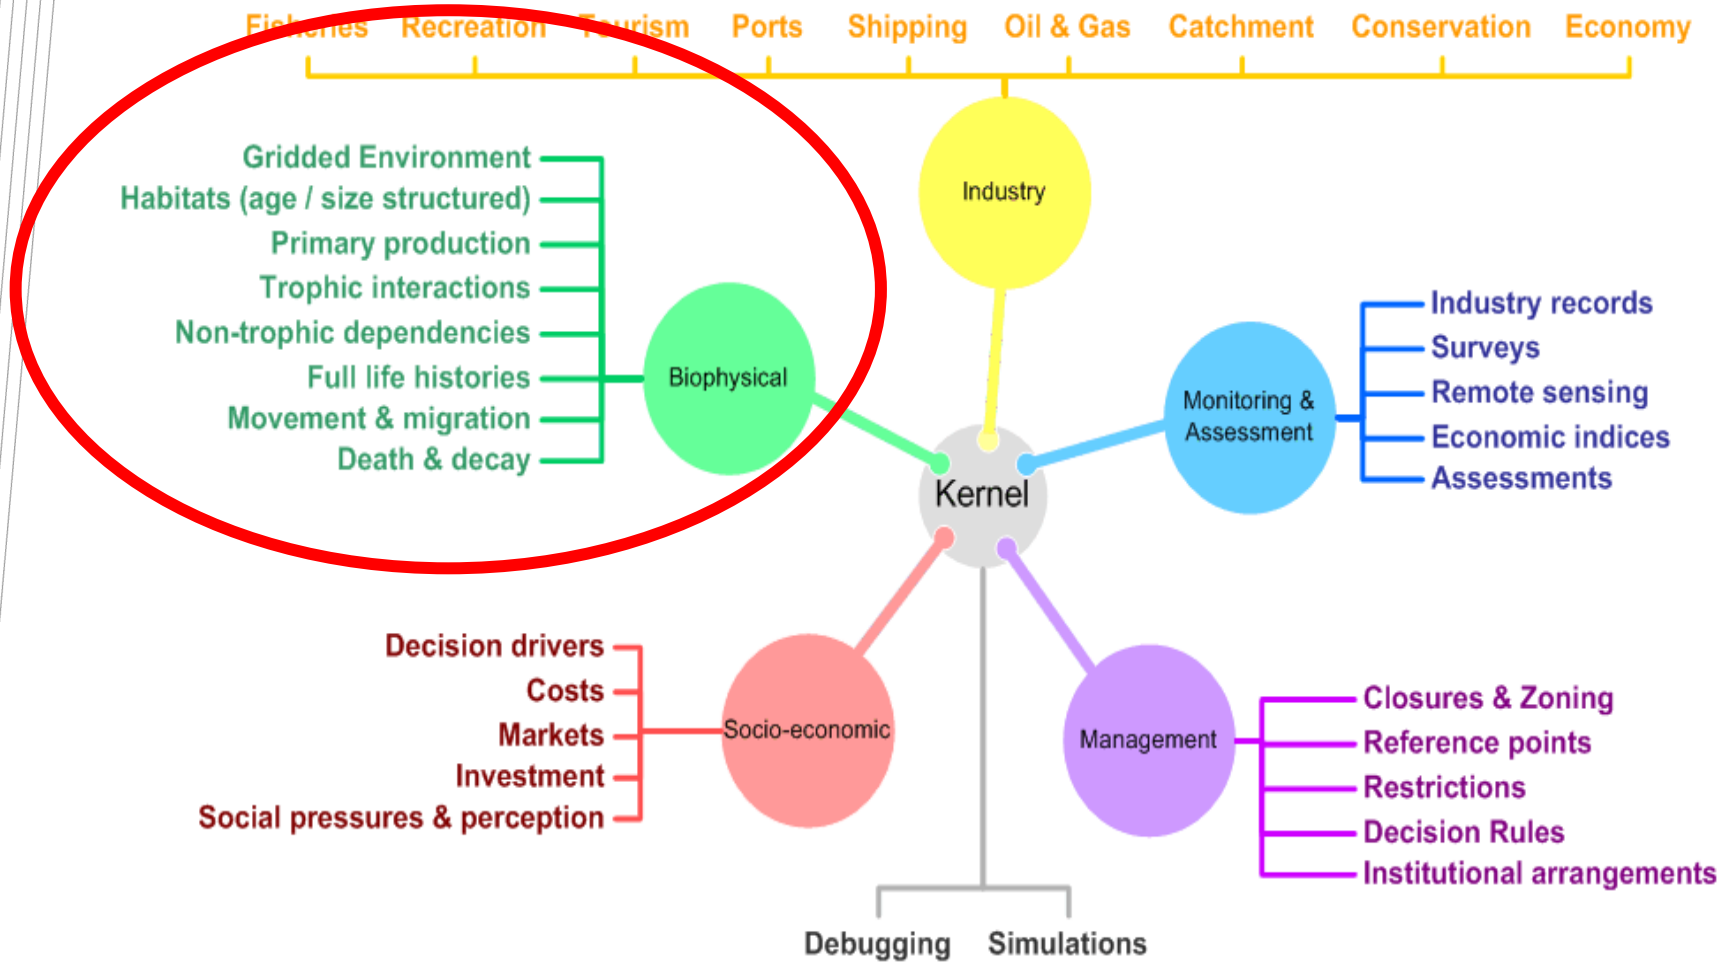 Fisheries Recreation Tourism Ports Shipping Oil & Gas Catchment Conservation Economy
Industry
Gridded Environment
Habitats (age / size structured)
Primary production
Trophic interactions
Non-trophic dependencies
Full life histories
Movement & migration
Death & decay
Biophysical
Monitoring &
Assessment
Industry records
Surveys
Remote sensing
Economic indices
Assessments
Kernel
Decision drivers
Costs
Markets
Investment
Social pressures & perception
Socio-economic
Management
Closures & Zoning
Reference points
Restrictions
Decision Rules
Institutional arrangements
Debugging Simulations